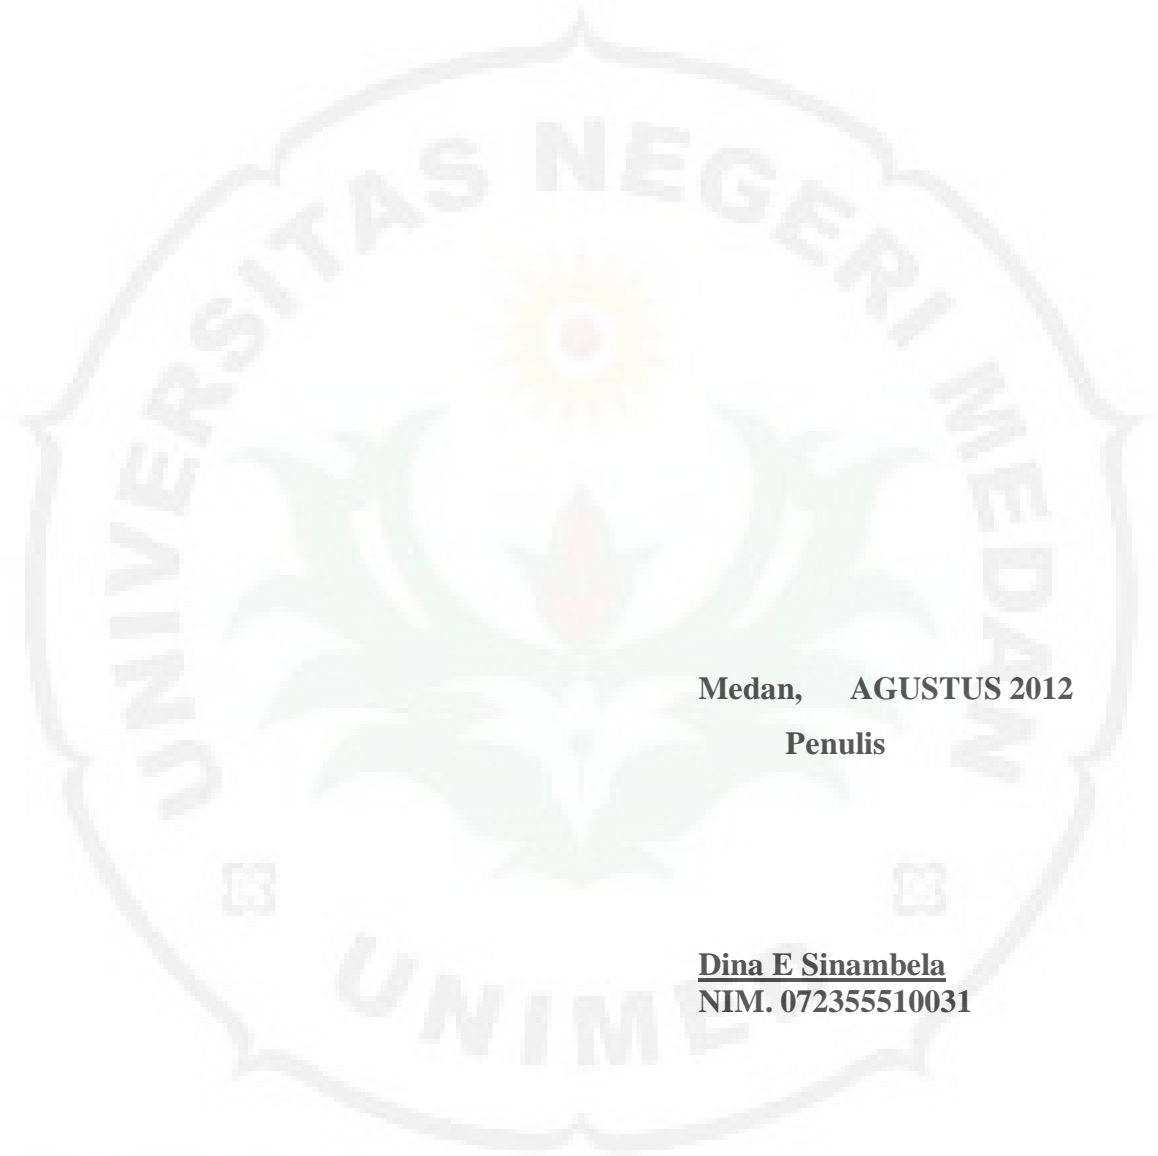 UNIVERSITAS NEGERI MEDAN
Medan, AGUSTUS 2012
Penulis
Dina E Sinambela
NIM. 072355510031
UNIMED